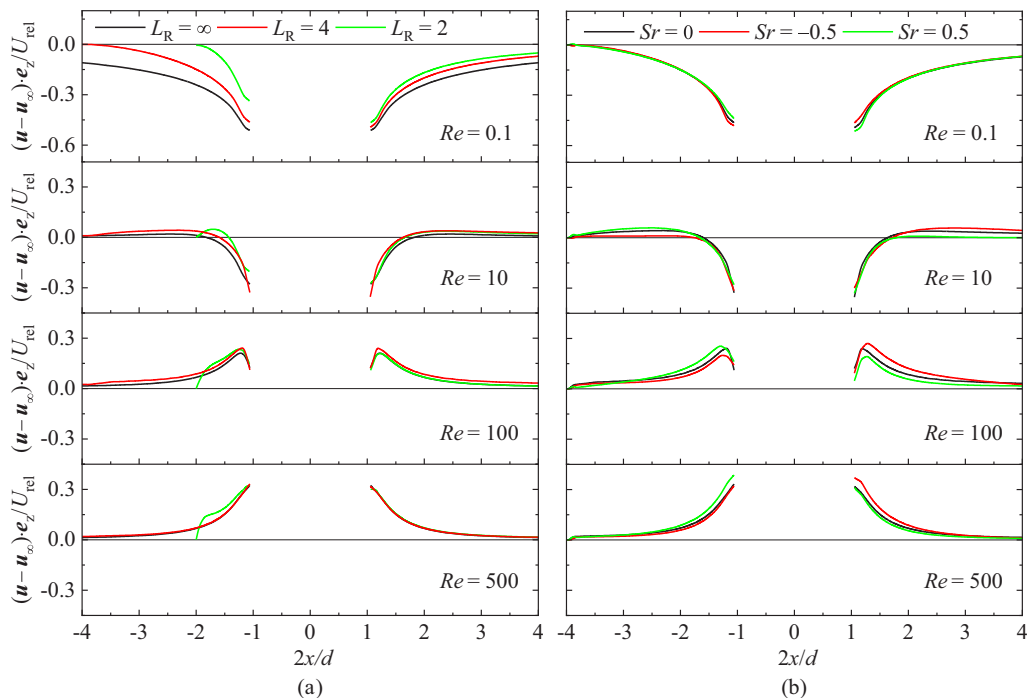 L_R = ∞ L_R = 4 L_R = 2
Sr = 0 Sr = −0.5 Sr = 0.5
0.0
-0.3
-0.6
(u − u_∞)·e_z/U_rel
Re = 0.1
Re = 0.1
0.3
0.0
-0.3
(u − u_∞)·e_z/U_rel
Re = 10
Re = 10
0.3
0.0
-0.3
(u − u_∞)·e_z/U_rel
Re = 100
Re = 100
0.3
0.0
-0.3
(u − u_∞)·e_z/U_rel
Re = 500
Re = 500
-4 -3 -2 -1 0 1 2 3 4
-4 -3 -2 -1 0 1 2 3 4
2x/d
2x/d
(a)
(b)